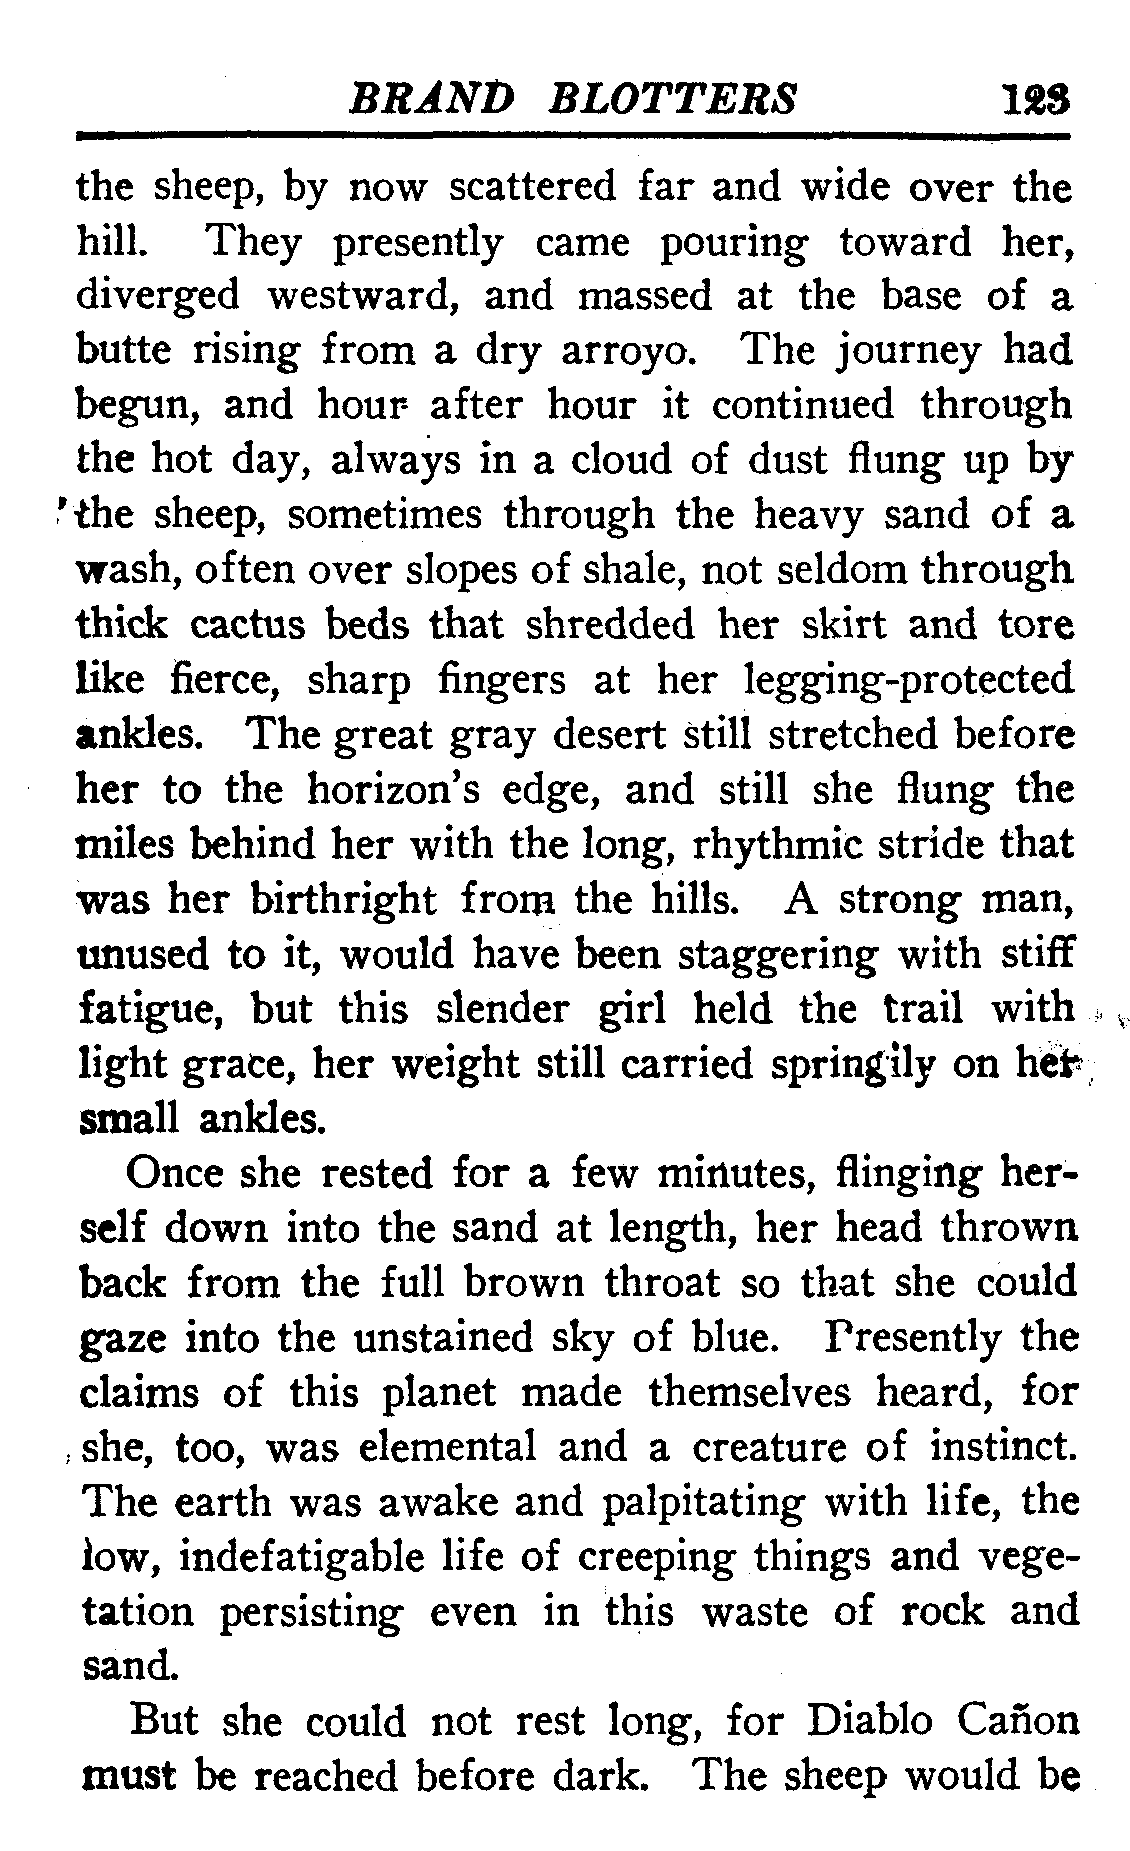 BRAND BLOTTERS 123
the sheep, by now scattered far and wide over the
hill. They presently came pouring toward her,
diverged westward, and massed at the base of a
butte rising from a dry arroyo. The journey had
begun, and hour after hour it continued through
the hot day, always in a cloud of dust flung up by
the sheep, sometimes through the heavy sand of a
wash, often over slopes of shale, not seldom through
thick cactus beds that shredded her skirt and tore
like fierce, sharp fingers at her legging-protected
ankles. The great gray desert still stretched before
her to the horizon's edge, and still she flung the
miles behind her with the long, rhythmic stride that
was her birthright from the hills. A strong man,
unused to it, would have been staggering with stiff
fatigue, but this slender girl held the trail with
light grace, her weight still carried springily on her
small ankles.
Once she rested for a few minutes, flinging her-
self down into the sand at length, her head thrown
back from the full brown throat so that she could
gaze into the unstained sky of blue. Presently the
claims of this planet made themselves heard, for
she, too, was elemental and a creature of instinct.
The earth was awake and palpitating with life, the
low, indefatigable life of creeping things and vege-
tation persisting even in this waste of rock and
sand.
But she could not rest long, for Diablo Cañon
must be reached before dark. The sheep would be